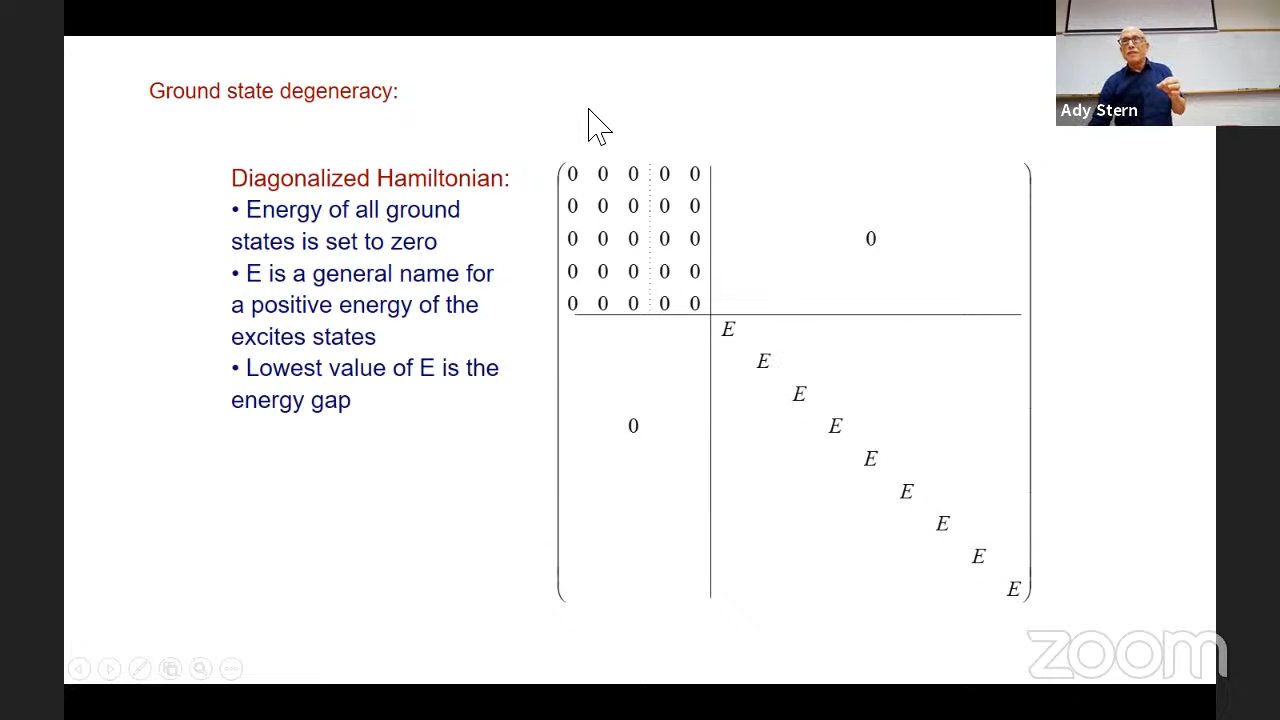 Ground state degeneracy:
Ady Stern
Diagonalized Hamiltonian:
• Energy of all ground
states is set to zero
• E is a general name for
a positive energy of the
excites states
• Lowest value of E is the
energy gap
0 0 0 0 0
0 0 0 0 0
0 0 0 0 0 0
0 0 0 0 0
0 0 0 0 0
E
E
E
0 E
E
E
E
E
E
zoom